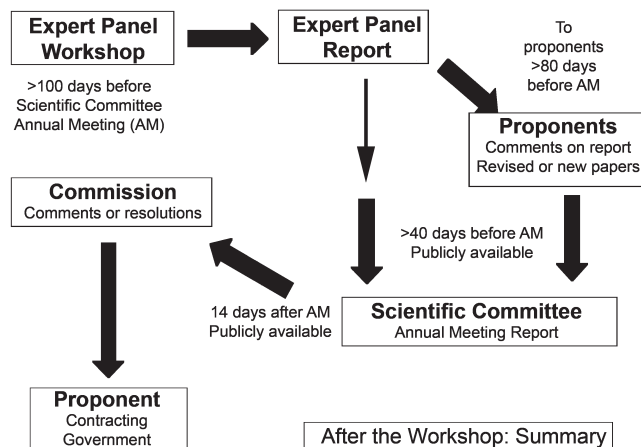 Expert Panel
Workshop
>100 days before
Scientific Committee
Annual Meeting (AM)
Expert Panel
Report
To
proponents
>80 days
before AM
Proponents
Comments on report
Revised or new papers
Commission
Comments or resolutions
>40 days before AM
Publicly available
14 days after AM
Publicly available
Scientific Committee
Annual Meeting Report
Proponent
Contracting
Government
After the Workshop: Summary